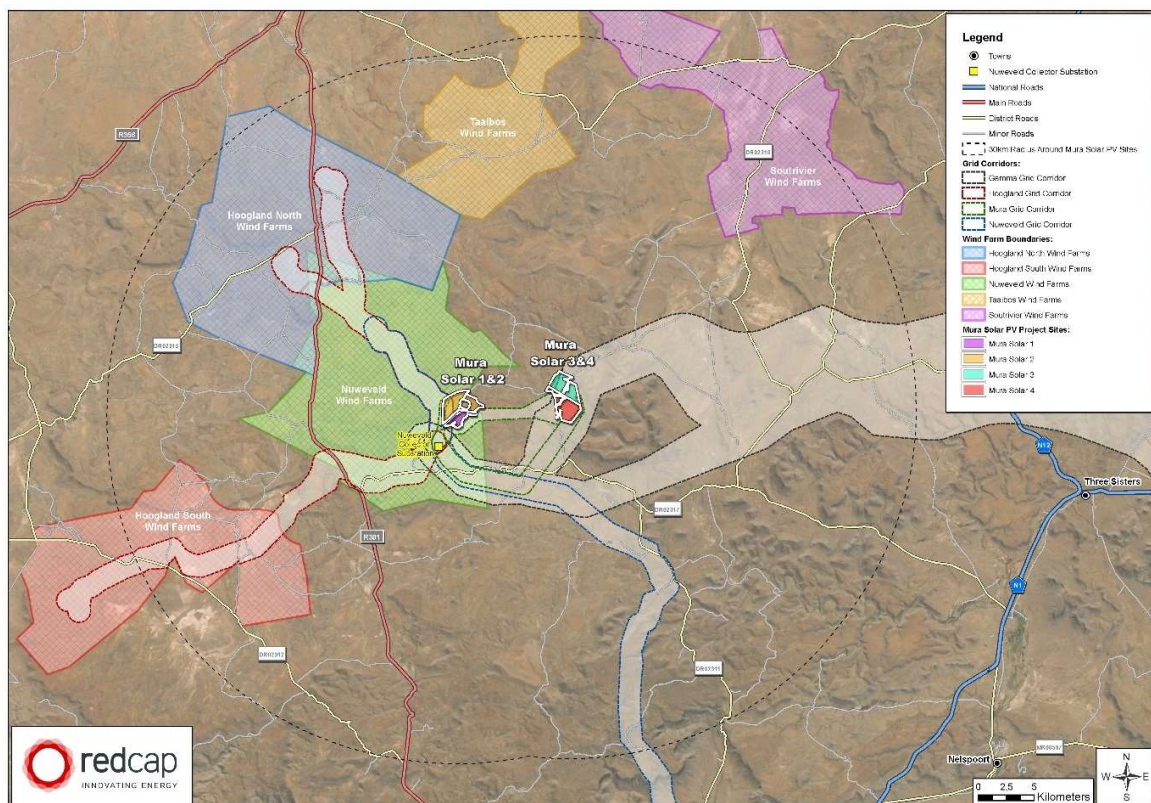 Legend
Towns
Nuweveld Collector Substation
National Roads
Main Roads
District Roads
Minor Roads
30km Radius Around Mura Solar PV Sites
Grid Corridors:
Gamma Grid Corridor
Hoogland Grid Corridor
Mura Grid Corridor
Nuweveld Grid Corridor
Wind Farm Boundaries:
Hoogland North Wind Farms
Hoogland South Wind Farms
Nuweveld Wind Farms
Taaibos Wind Farms
Soutrivier Wind Farms
Mura Solar PV Project Sites:
Mura Solar 1
Mura Solar 2
Mura Solar 3
Mura Solar 4
Taaibos
Wind Farms
DR02316
Soutrivier
Wind Farms
Hoogland North
Wind Farms
DR02315
Mura
Solar 3&4
Mura
Solar 1&2
Nuweveld
Wind Farms
Nuweveld
Collector
Substation
N12
Three Sisters
DR02317
Hoogland South
Wind Farms
R381
N1
DR02312
DR02311
Nelspoort
redcap
INNOVATING ENERGY
0 2.5 5
Kilometers
N
W E
S